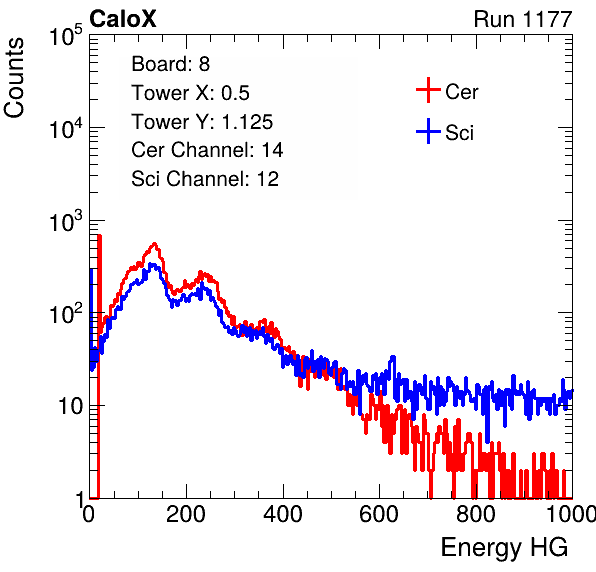 CaloX Run 1177
Counts
10^5
10^4
10^3
10^2
10
1
Board: 8
Tower X: 0.5
Tower Y: 1.125
Cer Channel: 14
Sci Channel: 12
Cer
Sci
0 200 400 600 800 1000
Energy HG